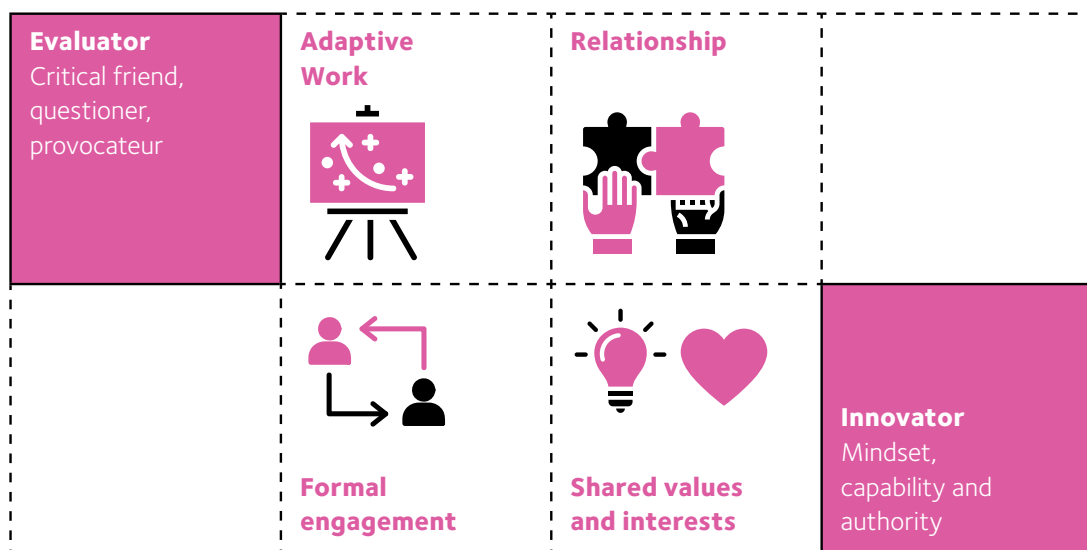 Evaluator
Critical friend,
questioner,
provocateur
Adaptive
Work
Relationship
Formal
engagement
Shared values
and interests
Innovator
Mindset,
capability and
authority